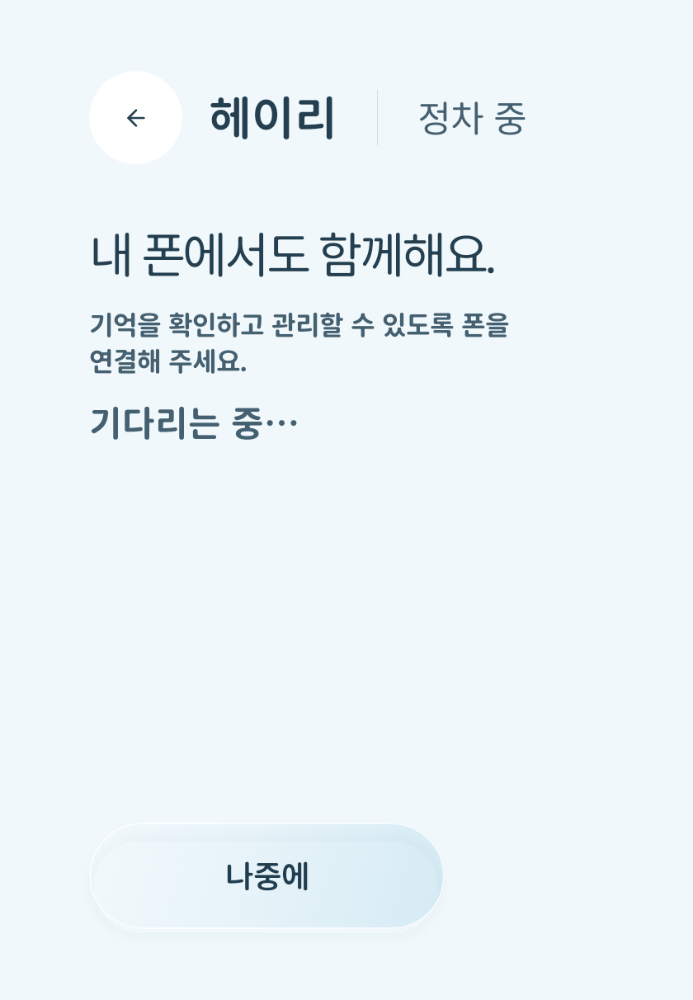 헤이리
정차 중
내 폰에서도 함께해요.
기억을 확인하고 관리할 수 있도록 폰을
연결해 주세요.
기다리는 중···
나중에